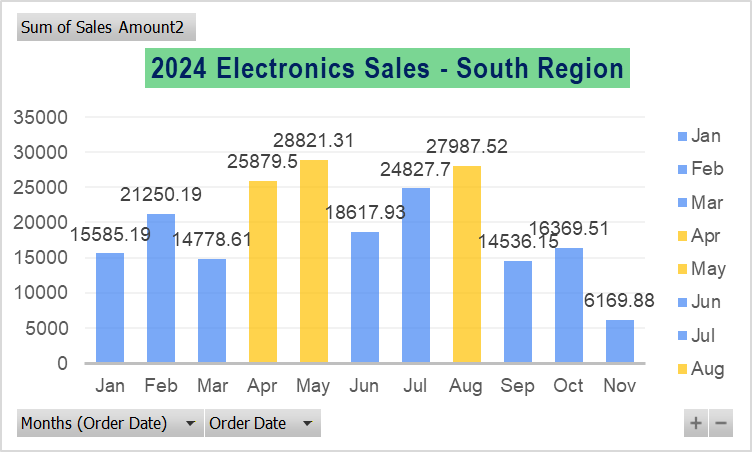 Sum of Sales Amount2
2024 Electronics Sales - South Region
35000
30000
25000
20000
15000
10000
5000
0
15585.19
21250.19
14778.61
25879.5
28821.31
18617.93
24827.7
27987.52
14536.15
16369.51
6169.88
Jan Feb Mar Apr May Jun Jul Aug Sep Oct Nov
Jan
Feb
Mar
Apr
May
Jun
Jul
Aug
Months (Order Date) Order Date
+ −